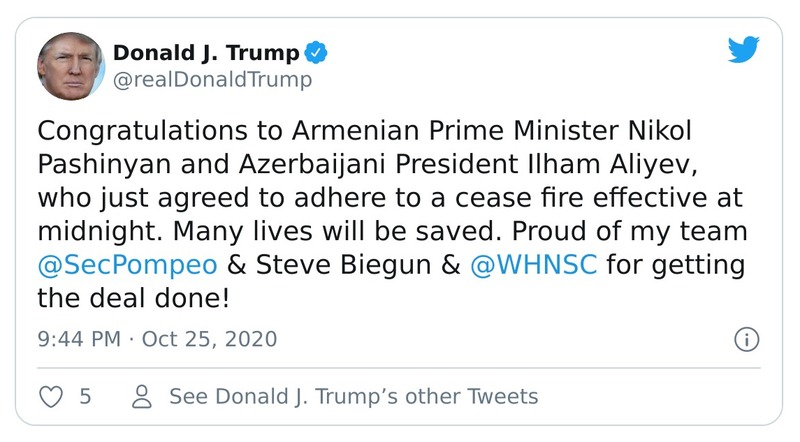 Donald J. Trump
@realDonaldTrump
Congratulations to Armenian Prime Minister Nikol
Pashinyan and Azerbaijani President Ilham Aliyev,
who just agreed to adhere to a cease fire effective at
midnight. Many lives will be saved. Proud of my team
@SecPompeo & Steve Biegun & @WHNSC for getting
the deal done!
9:44 PM · Oct 25, 2020
5 See Donald J. Trump’s other Tweets